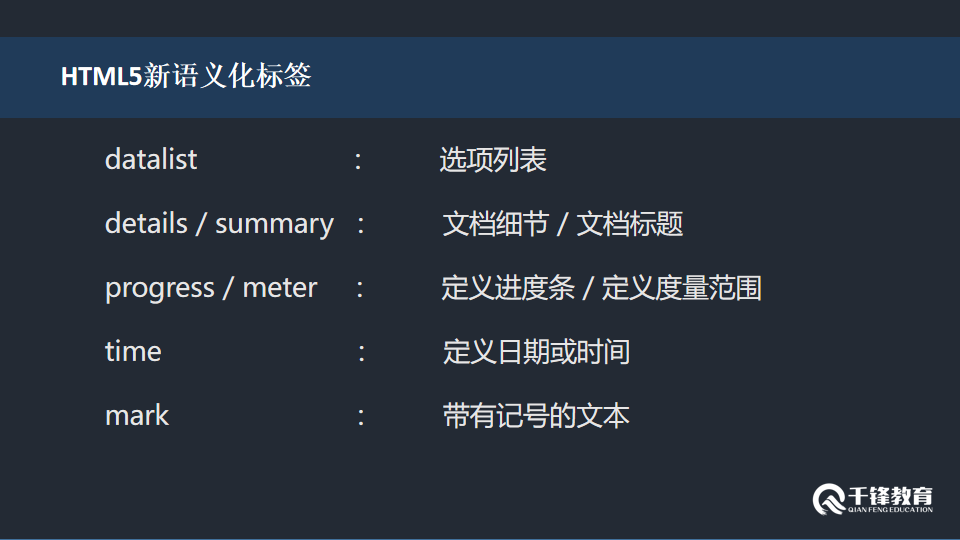 HTML5新语义化标签
datalist : 选项列表
details / summary : 文档细节 / 文档标题
progress / meter : 定义进度条 / 定义度量范围
time : 定义日期或时间
mark : 带有记号的文本
千锋教育
QIAN FENG EDUCATION